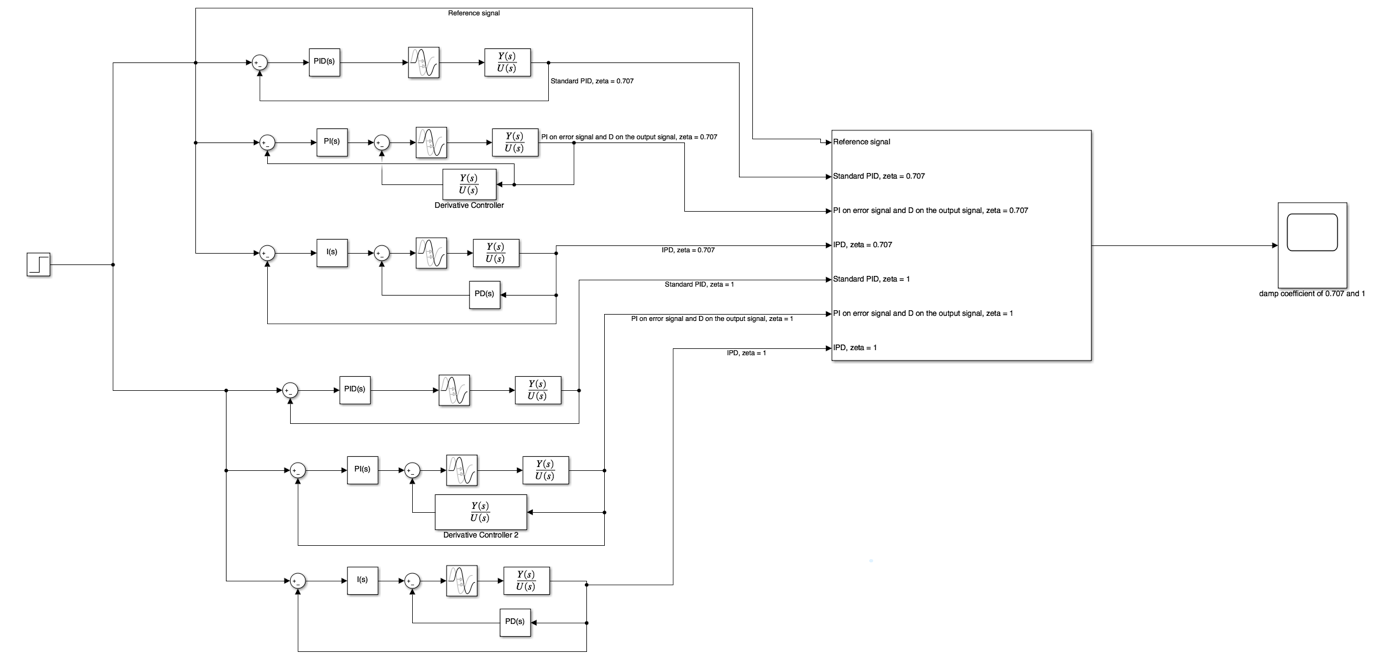 Reference signal
+
−
PID(s)
Y(s)
U(s)
Standard PID, zeta = 0.707
+
−
PI(s)
+
−
Y(s)
U(s)
PI on error signal and D on the output signal, zeta = 0.707
Y(s)
U(s)
Derivative Controller
+
−
I(s)
+
−
Y(s)
U(s)
IPD, zeta = 0.707
PD(s)
Standard PID, zeta = 1
PI on error signal and D on the output signal, zeta = 1
IPD, zeta = 1
Reference signal
Standard PID, zeta = 0.707
PI on error signal and D on the output signal, zeta = 0.707
IPD, zeta = 0.707
Standard PID, zeta = 1
PI on error signal and D on the output signal, zeta = 1
IPD, zeta = 1
damp coefficient of 0.707 and 1
+
−
PID(s)
Y(s)
U(s)
+
−
PI(s)
+
−
Y(s)
U(s)
Y(s)
U(s)
Derivative Controller 2
+
−
I(s)
+
−
Y(s)
U(s)
PD(s)